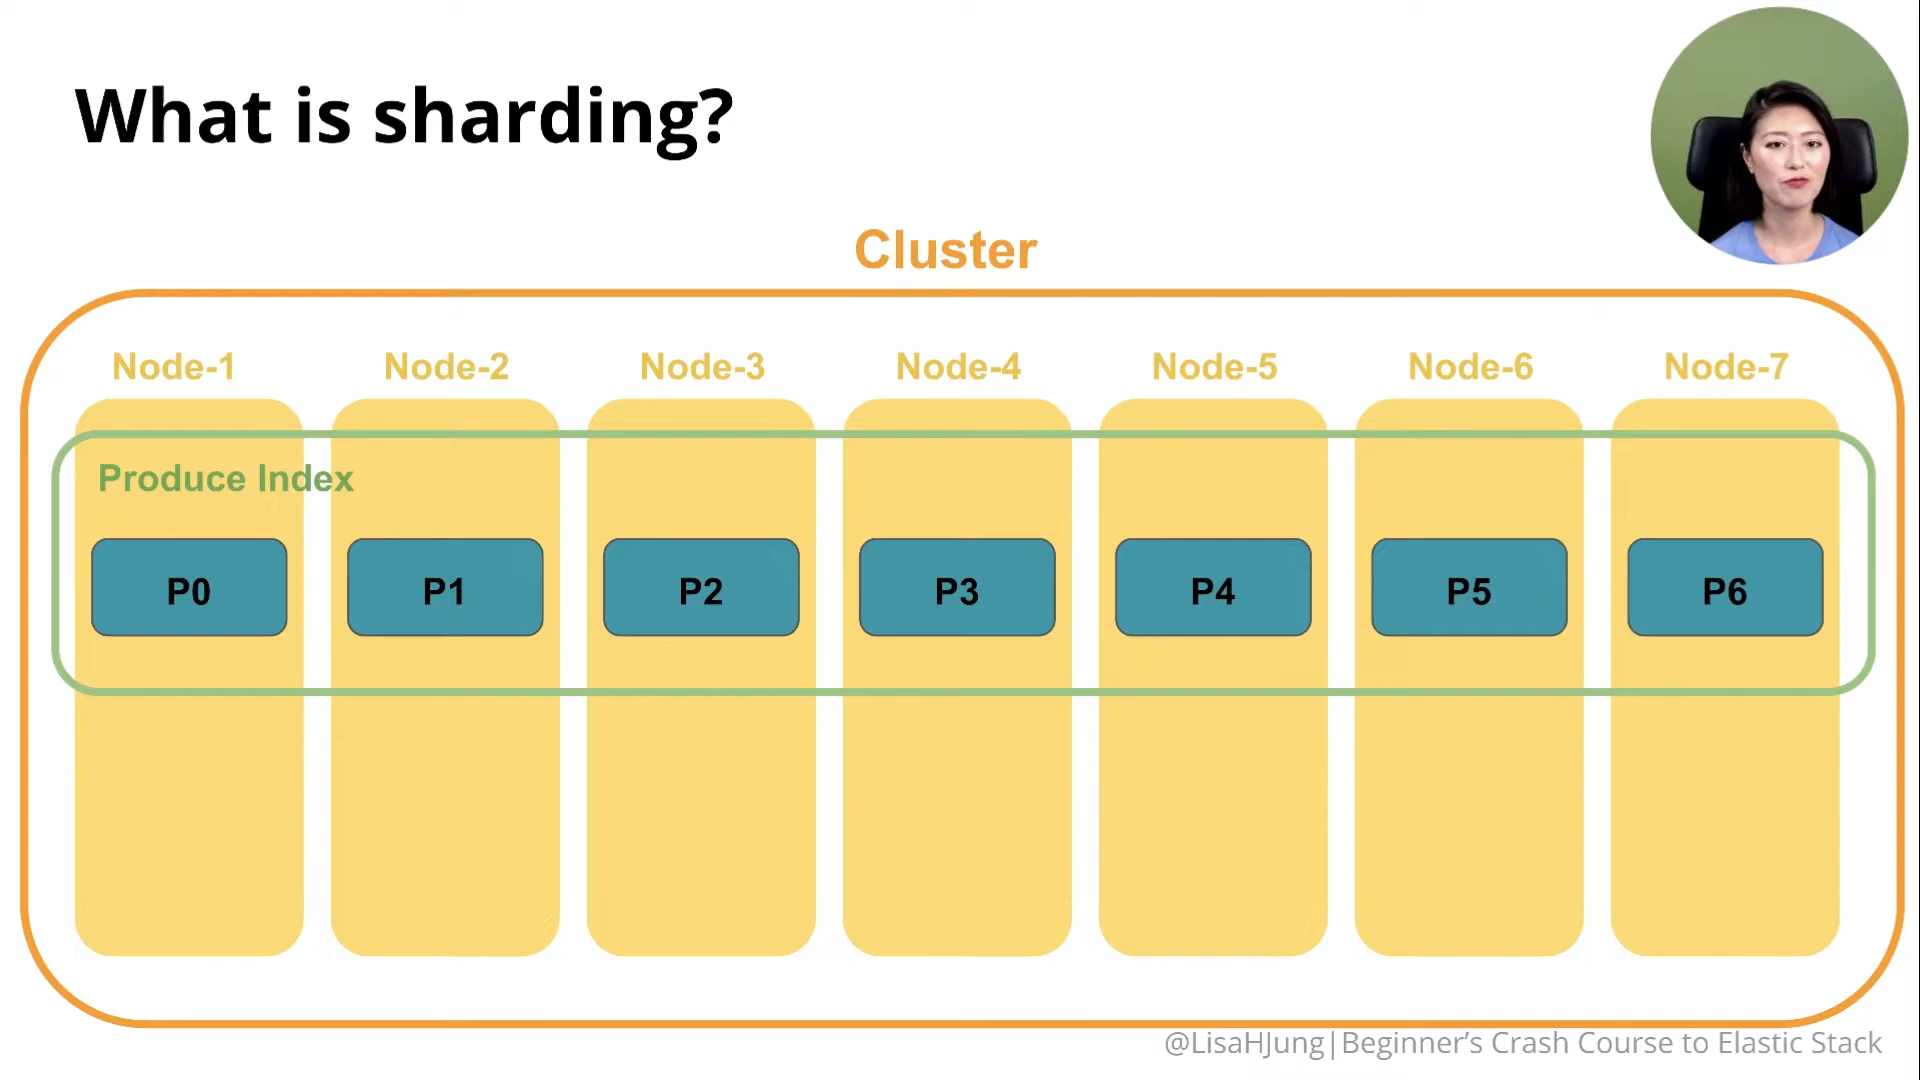 What is sharding?
Cluster
Node-1 Node-2 Node-3 Node-4 Node-5 Node-6 Node-7
Produce Index
P0 P1 P2 P3 P4 P5 P6
@LisaHJung|Beginner’s Crash Course to Elastic Stack